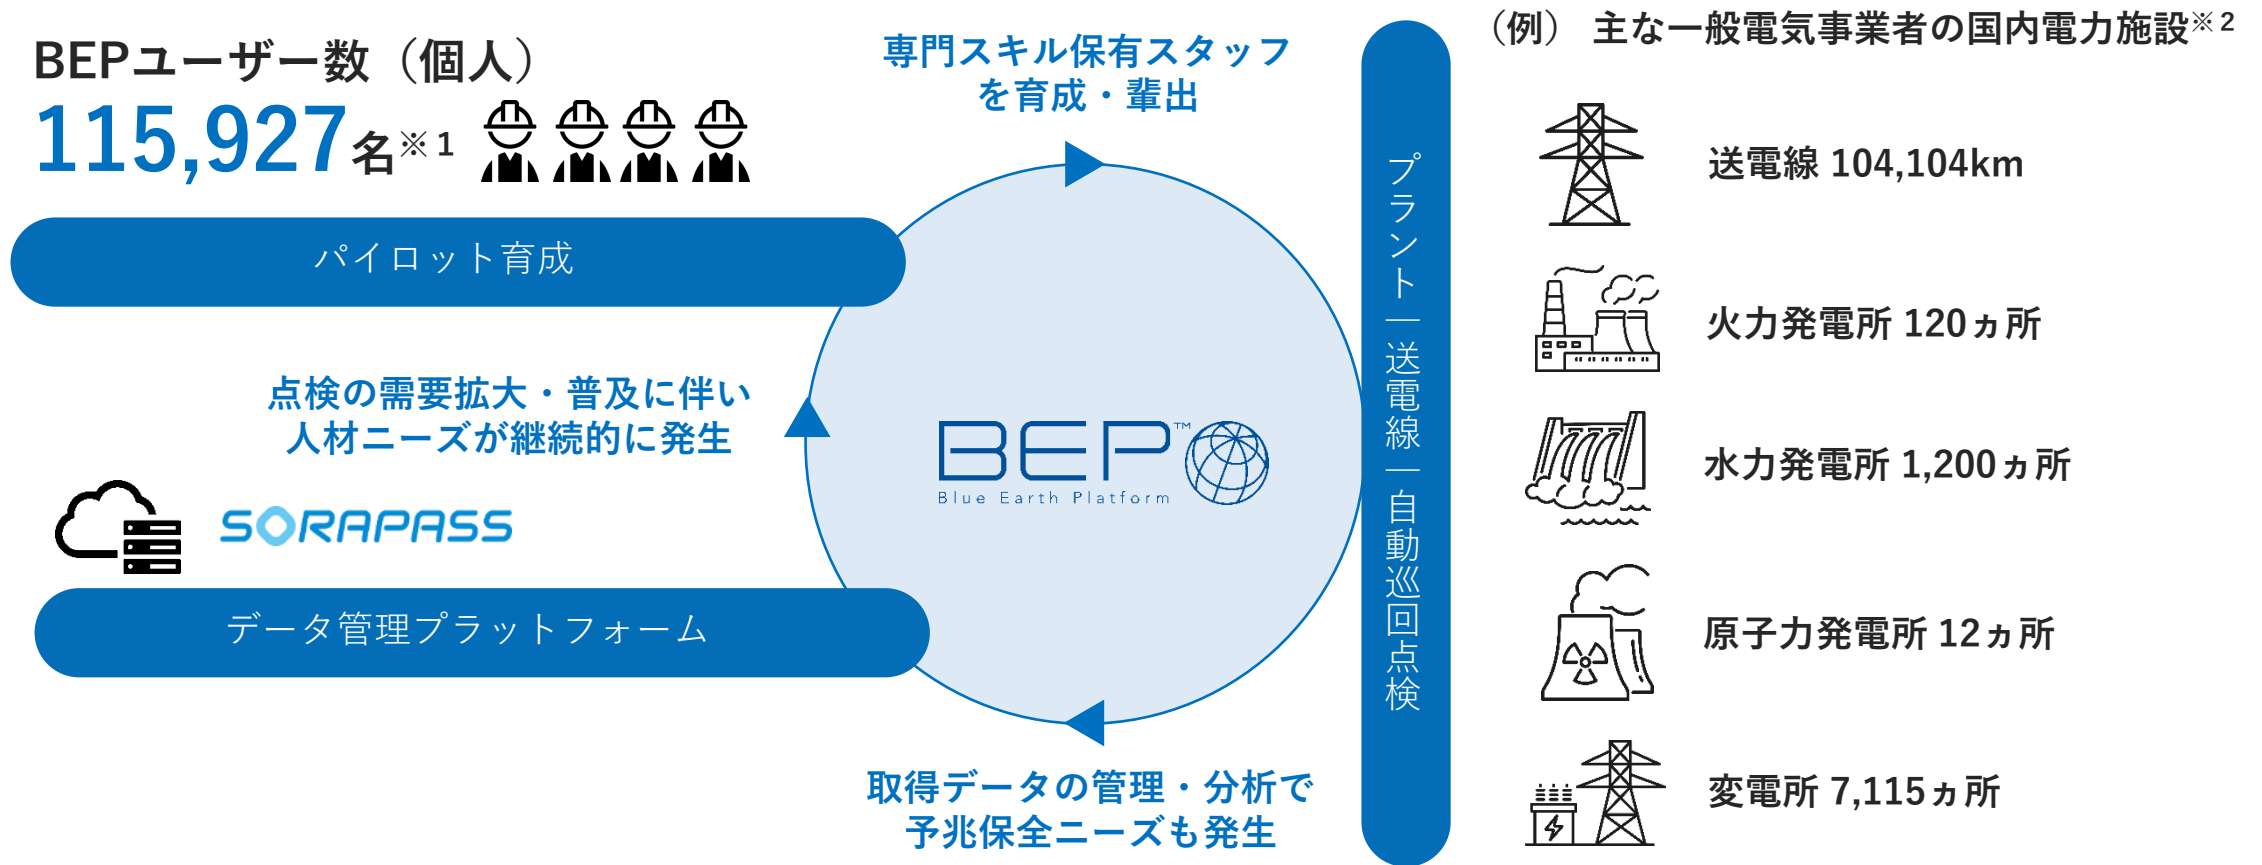 BEPユーザー数（個人）
115,927名※1
パイロット育成
専門スキル保有スタッフ
を育成・輩出
点検の需要拡大・普及に伴い
人材ニーズが継続的に発生
SORAPASS
データ管理プラットフォーム
BEP™
Blue Earth Platform
取得データの管理・分析で
予兆保全ニーズも発生
プラント｜送電線｜自動巡回点検
（例） 主な一般電気事業者の国内電力施設※2
送電線 104,104km
火力発電所 120ヵ所
水力発電所 1,200ヵ所
原子力発電所 12ヵ所
変電所 7,115ヵ所